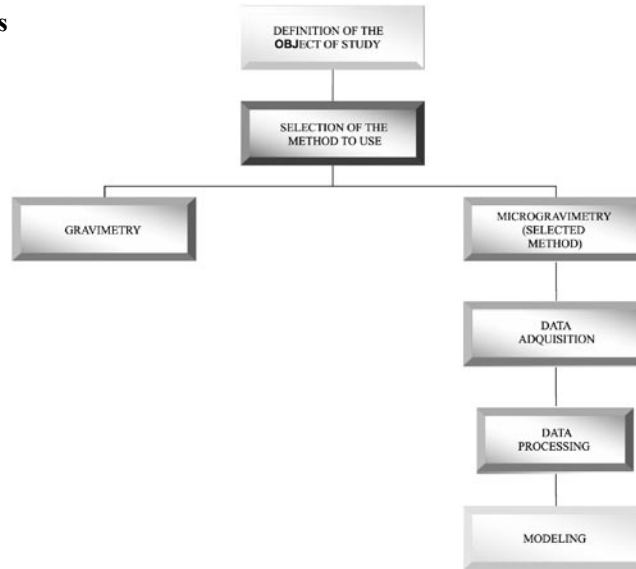 s
DEFINITION OF THE
OBJECT OF STUDY
SELECTION OF THE
METHOD TO USE
GRAVIMETRY
MICROGRAVIMETRY
(SELECTED
METHOD)
DATA
ADQUISITION
DATA
PROCESSING
MODELING